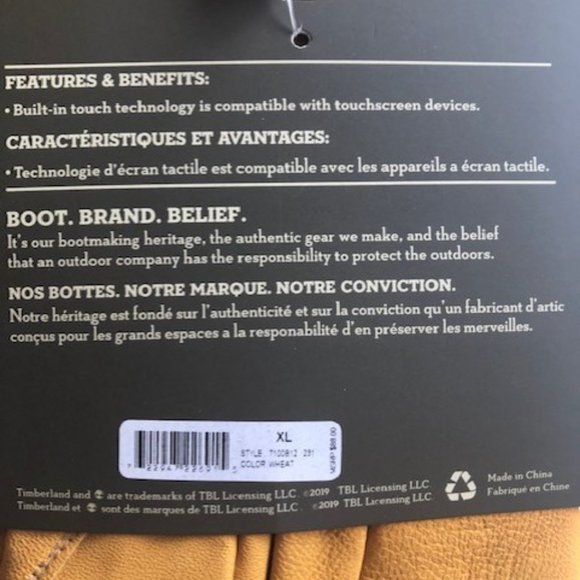 FEATURES & BENEFITS:
• Built-in touch technology is compatible with touchscreen devices.
CARACTÉRISTIQUES ET AVANTAGES:
• Technologie d'écran tactile est compatible avec les appareils a écran tactile.
BOOT. BRAND. BELIEF.
It's our bootmaking heritage, the authentic gear we make, and the belief
that an outdoor company has the responsibility to protect the outdoors.
NOS BOTTES. NOTRE MARQUE. NOTRE CONVICTION.
Notre héritage est fondé sur l'authenticité et sur la conviction qu'un fabricant d'artic
conçus pour les grands espaces a la responabilité d'en préserver les merveilles.
XL
STYLE
COLOR WHEAT
MSRP $88.00
Timberland and are trademarks of TBL Licensing LLC ©2019 TBL Licensing LLC
Timberland et sont des marques de TBL Licensing LLC ©2019 TBL Licensing LLC
Made in China
Fabriqué en Chine